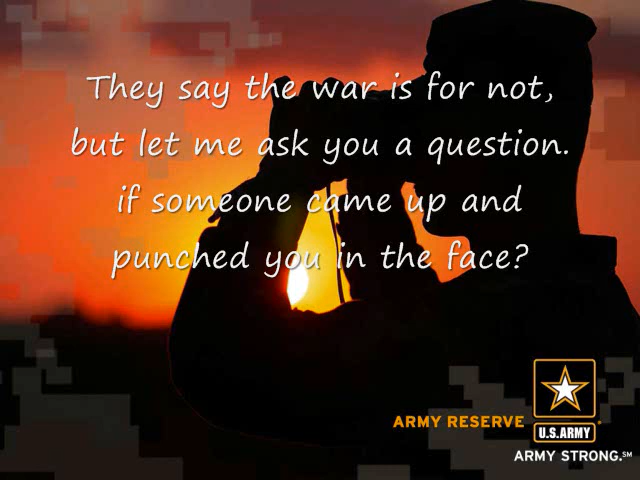 They say the war is for not,
but let me ask you a question.
if someone came up and
punched you in the face?
ARMY RESERVE
U.S.ARMY
ARMY STRONG.℠